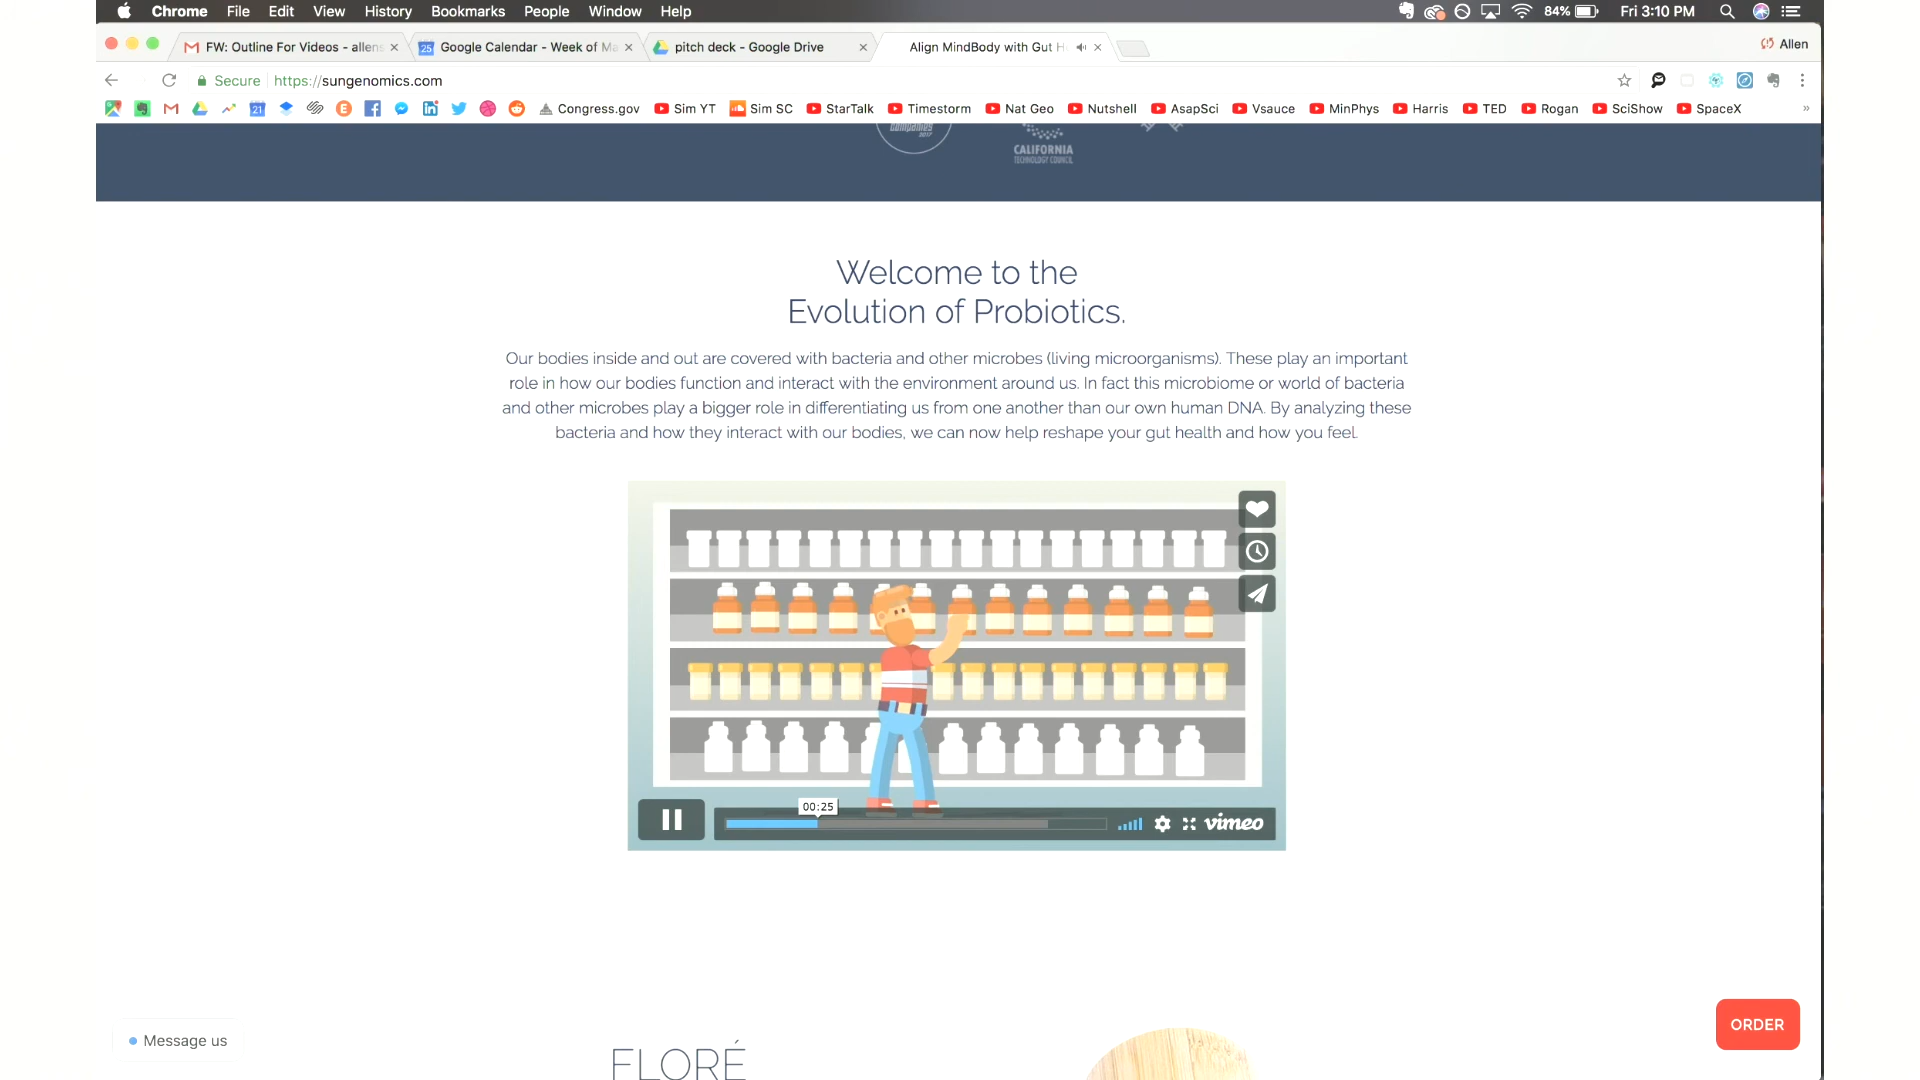 Chrome File Edit View History Bookmarks People Window Help 84% Fri 3:10 PM
FW: Outline For Videos - allens Google Calendar - Week of Ma pitch deck - Google Drive Align MindBody with Gut H Allen
Secure https://sungenomics.com
21 Congress.gov Sim YT Sim SC StarTalk Timestorm Nat Geo Nutshell AsapSci Vsauce MinPhys Harris TED Rogan SciShow SpaceX »
CALIFORNIA
TECHNOLOGY COUNCIL
Welcome to the
Evolution of Probiotics.
Our bodies inside and out are covered with bacteria and other microbes (living microorganisms). These play an important
role in how our bodies function and interact with the environment around us. In fact this microbiome or world of bacteria
and other microbes play a bigger role in differentiating us from one another than our own human DNA. By analyzing these
bacteria and how they interact with our bodies, we can now help reshape your gut health and how you feel.
00:25
vimeo
ORDER
Message us
FLORÉ